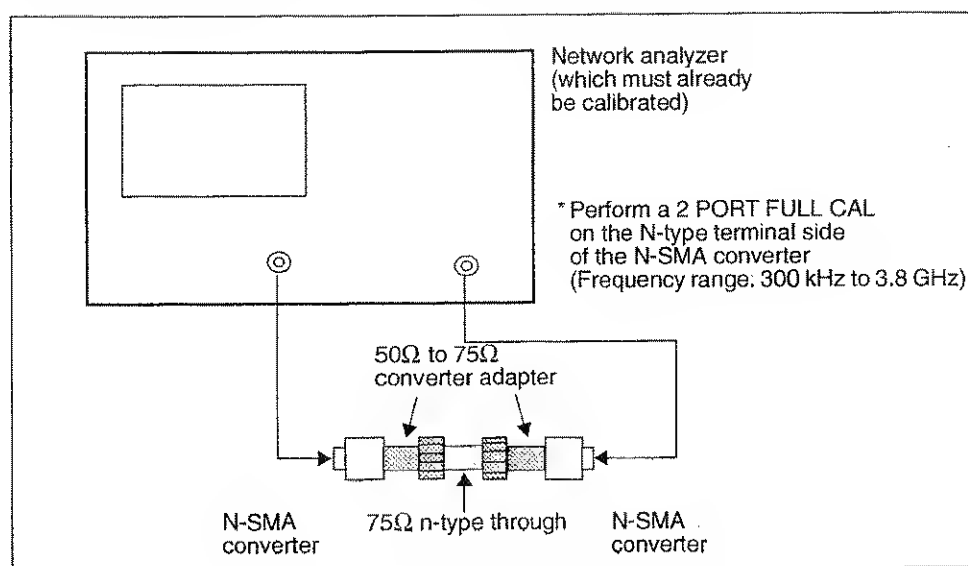 Network analyzer
(which must already
be calibrated)
* Perform a 2 PORT FULL CAL
on the N-type terminal side
of the N-SMA converter
(Frequency range: 300 kHz to 3.8 GHz)
50Ω to 75Ω
converter adapter
N-SMA
converter
75Ω n-type through
N-SMA
converter